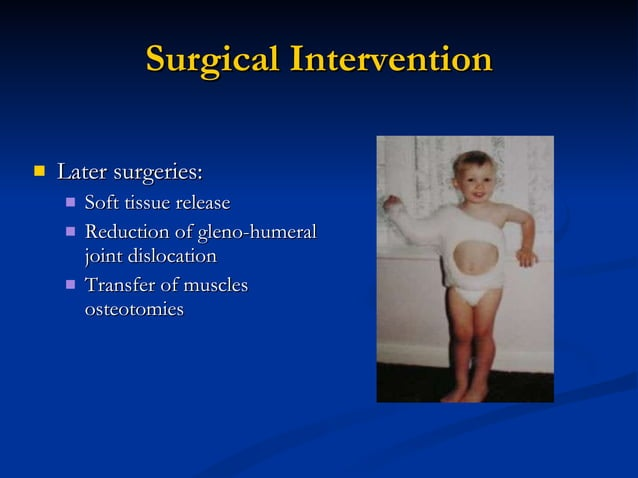 Surgical Intervention
Later surgeries:
Soft tissue release
Reduction of gleno-humeral
joint dislocation
Transfer of muscles
osteotomies